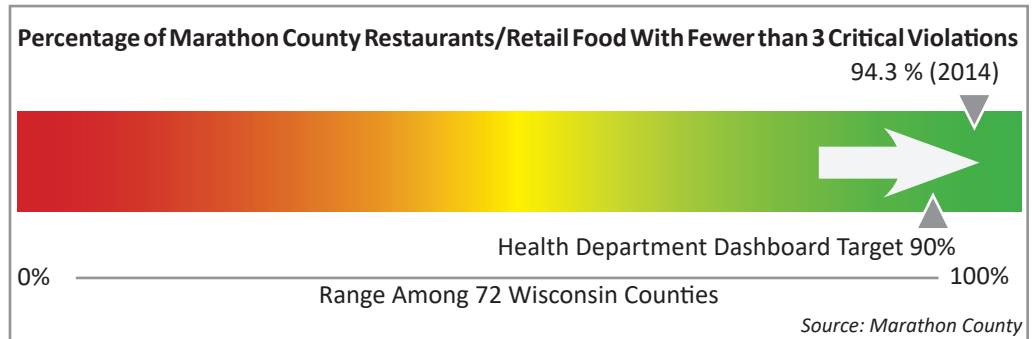 Percentage of Marathon County Restaurants/Retail Food With Fewer than 3 Critical Violations
94.3 % (2014)
Health Department Dashboard Target 90%
0%
100%
Range Among 72 Wisconsin Counties
Source: Marathon County